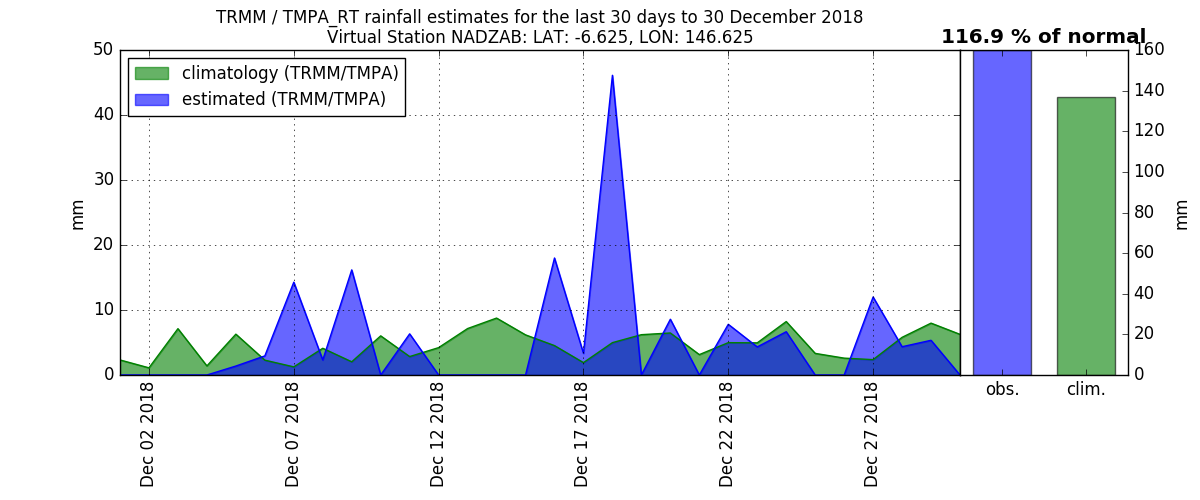 TRMM / TMPA_RT rainfall estimates for the last 30 days to 30 December 2018
Virtual Station NADZAB: LAT: -6.625, LON: 146.625
116.9 % of normal
climatology (TRMM/TMPA)
estimated (TRMM/TMPA)
mm
50
40
30
20
10
0
Dec 02 2018
Dec 07 2018
Dec 12 2018
Dec 17 2018
Dec 22 2018
Dec 27 2018
obs.
clim.
160
140
120
100
80
60
40
20
0
mm